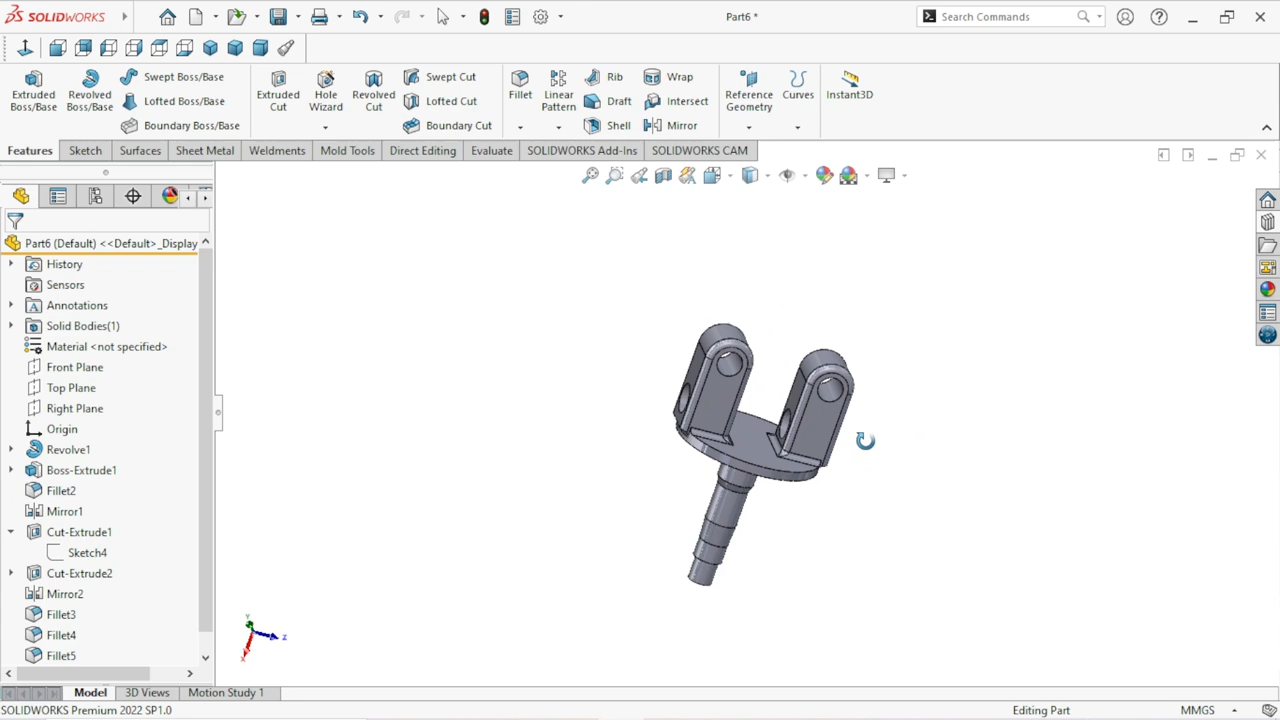 SOLIDWORKS
Part6 *
Search Commands
Extruded Boss/Base
Revolved Boss/Base
Swept Boss/Base
Lofted Boss/Base
Boundary Boss/Base
Extruded Cut
Hole Wizard
Revolved Cut
Swept Cut
Lofted Cut
Boundary Cut
Fillet
Linear Pattern
Rib
Draft
Shell
Wrap
Intersect
Mirror
Reference Geometry
Curves
Instant3D
Features
Sketch
Surfaces
Sheet Metal
Weldments
Mold Tools
Direct Editing
Evaluate
SOLIDWORKS Add-Ins
SOLIDWORKS CAM
Part6 (Default) <<Default>_Display
History
Sensors
Annotations
Solid Bodies(1)
Material <not specified>
Front Plane
Top Plane
Right Plane
Origin
Revolve1
Boss-Extrude1
Fillet2
Mirror1
Cut-Extrude1
Sketch4
Cut-Extrude2
Mirror2
Fillet3
Fillet4
Fillet5
Y
Z
X
Model
3D Views
Motion Study 1
SOLIDWORKS Premium 2022 SP1.0
Editing Part
MMGS